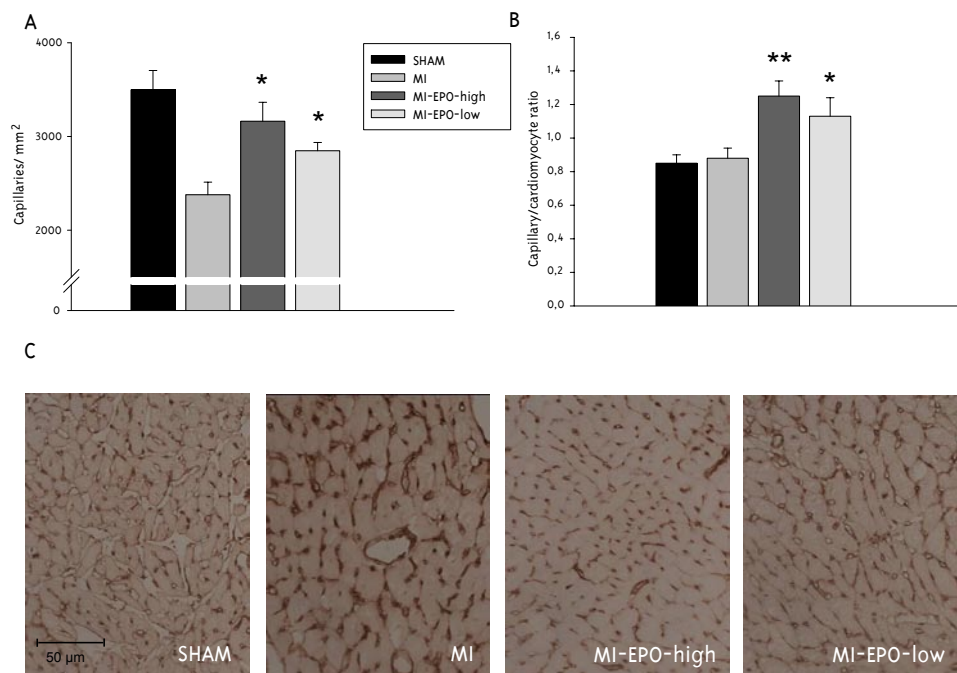 A
Capillaries/ mm²
4000
3000
2000
0
*
*
SHAM
MI
MI-EPO-high
MI-EPO-low
B
Capillary/cardiomyocyte ratio
1,6
1,4
1,2
1,0
0,8
0,6
0,4
0,2
0,0
**
*
C
50 µm
SHAM
MI
MI-EPO-high
MI-EPO-low